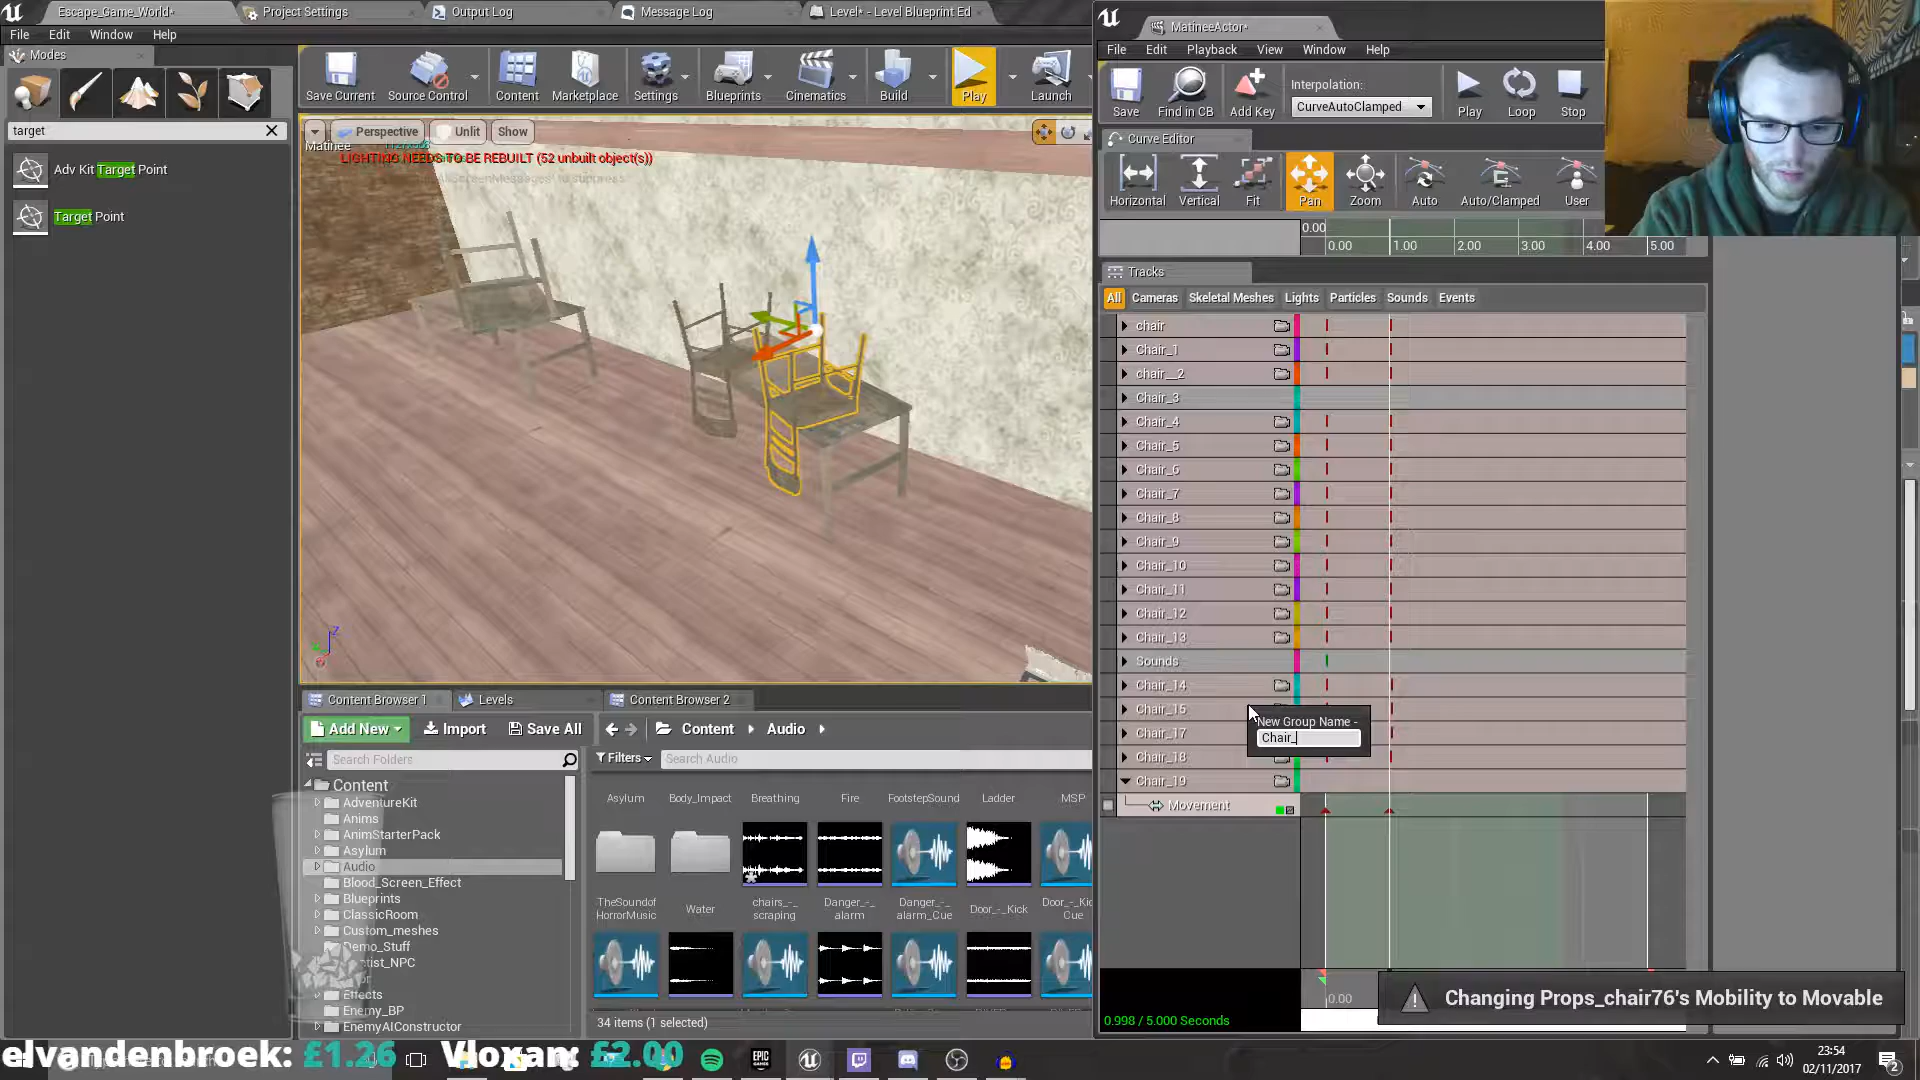 Escape_Game_World*
Project Settings
Output Log
Message Log
Level* - Level Blueprint Ed
MatineeActor*
File Edit Window Help
File Edit Playback View Window Help
Modes
Save Current
Source Control
Content
Marketplace
Settings
Blueprints
Cinematics
Build
Play
Launch
Save
Find in CB
Add Key
Interpolation:
CurveAutoClamped
Play
Loop
Stop
target
Perspective
Unlit
Show
Matinee
LIGHTING NEEDS TO BE REBUILT (52 unbuilt object(s))
Adv Kit Target Point
Target Point
Curve Editor
Horizontal
Vertical
Fit
Pan
Zoom
Auto
Auto/Clamped
User
0.00
0.00 1.00 2.00 3.00 4.00 5.00
Tracks
All Cameras Skeletal Meshes Lights Particles Sounds Events
chair
Chair_1
chair__2
Chair_3
Chair_4
Chair_5
Chair_6
Chair_7
Chair_8
Chair_9
Chair_10
Chair_11
Chair_12
Chair_13
Sounds
Chair_14
Chair_15
Chair_17
Chair_18
Chair_19
Movement
New Group Name -
Chair_
Content Browser 1
Levels
Content Browser 2
Add New
Import
Save All
Content
Audio
Search Folders
Filters
Search Audio
Content
AdventureKit
Anims
AnimStarterPack
Asylum
Audio
Blood_Screen_Effect
Blueprints
ClassicRoom
Custom_meshes
Demo_Stuff
Effects
Enemy_BP
EnemyAIConstructor
Asylum
Body_Impact
Breathing
Fire
FootstepSound
Ladder
MSP
TheSoundof
HorrorMusic
Water
chairs_-_
scraping
Danger_-_
alarm
Danger_-_
alarm_Cue
Door_-_Kick
Door_-_Kic
Cue
34 items (1 selected)
0.00
0.998 / 5.000 Seconds
Changing Props_chair76's Mobility to Movable
elvandenbroek: £1.26 Vloxan: £2.00
23:54
02/11/2017
2